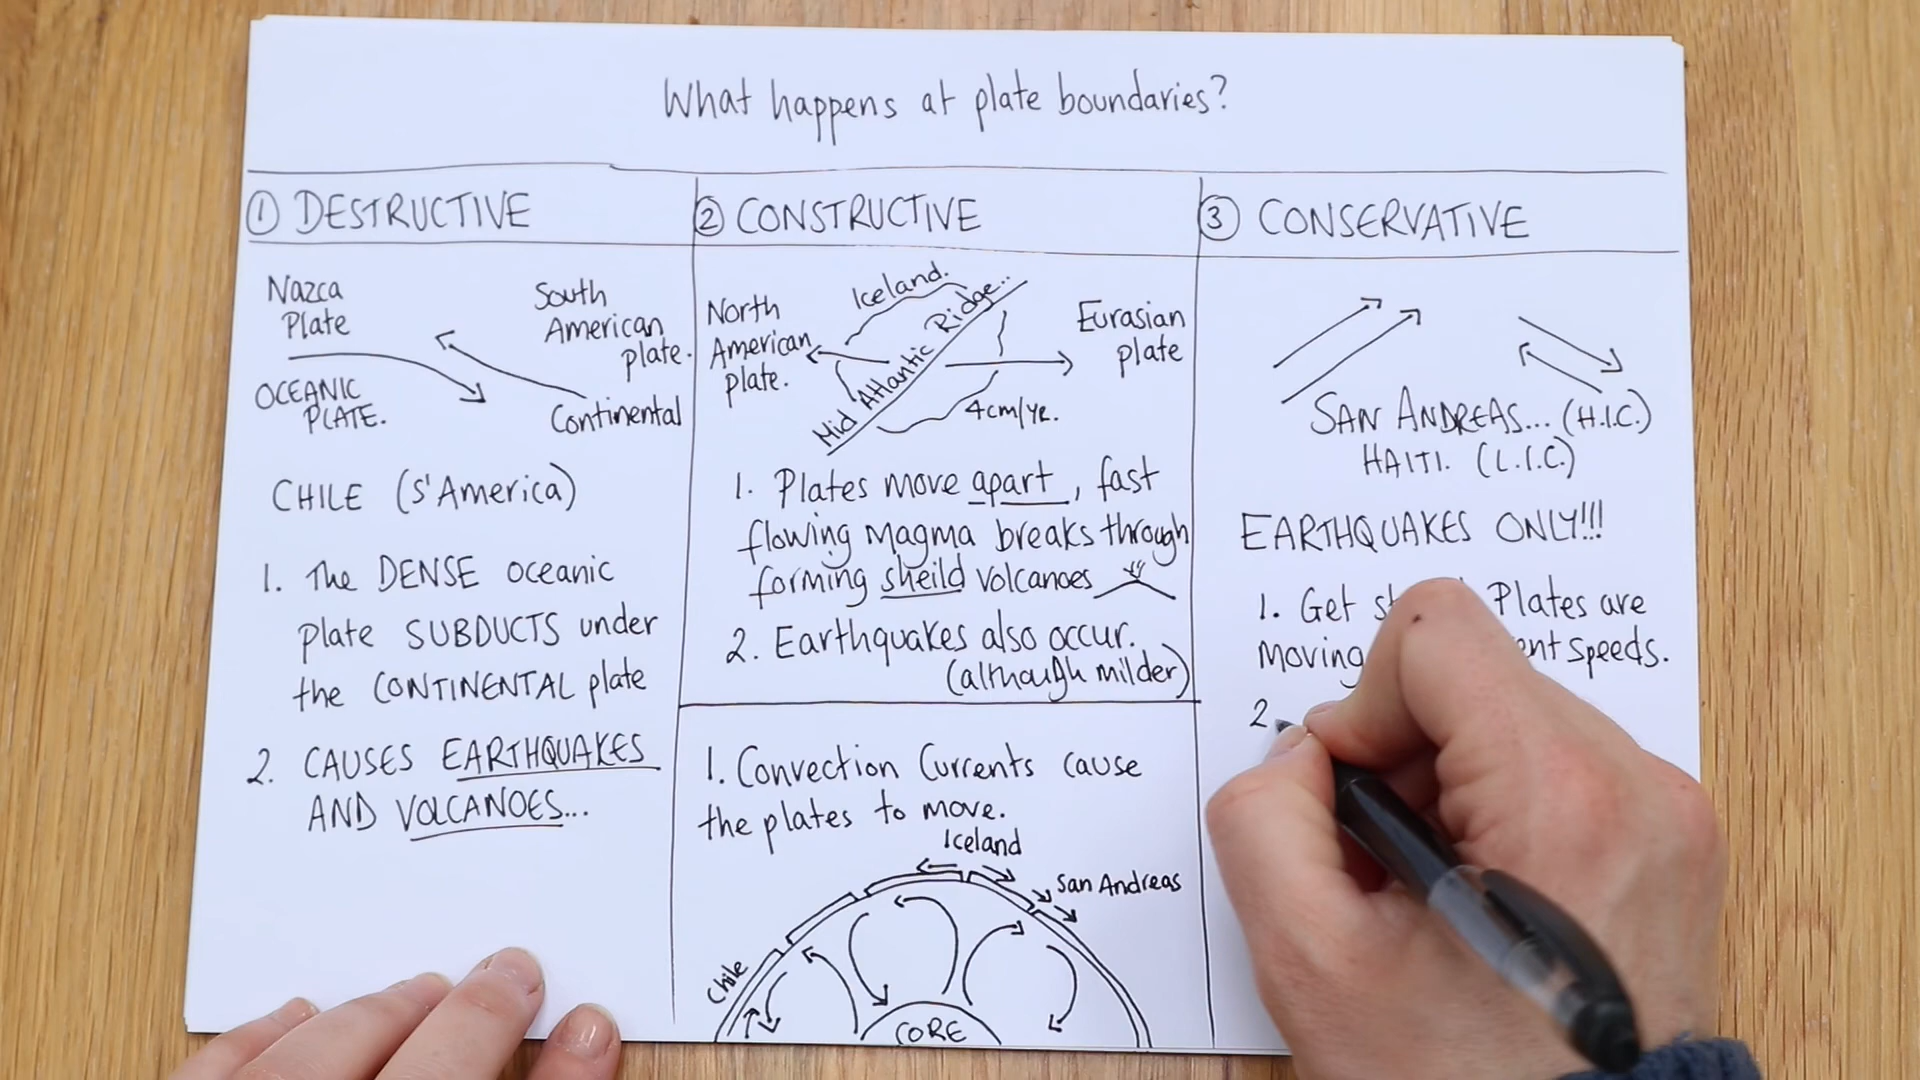 What happens at plate boundaries?
① DESTRUCTIVE
Nazca
Plate
South
American
plate.
OCEANIC
PLATE.
Continental
CHILE (S'America)
1. The DENSE oceanic
plate SUBDUCTS under
the CONTINENTAL plate
2. CAUSES EARTHQUAKES
AND VOLCANOES...
② CONSTRUCTIVE
Iceland.
North
American
plate.
Mid Atlantic Ridge..
Eurasian
plate
4cm/YR.
1. Plates move apart, fast
flowing magma breaks through
forming sheild volcanoes
2. Earthquakes also occur.
(although milder)
1. Convection Currents cause
the plates to move.
Iceland
San Andreas
Chile
CORE
③ CONSERVATIVE
SAN ANDREAS... (H.I.C.)
HAITI. (L.I.C.)
EARTHQUAKES ONLY!!!
1. Get Plates are
moving speeds.
2